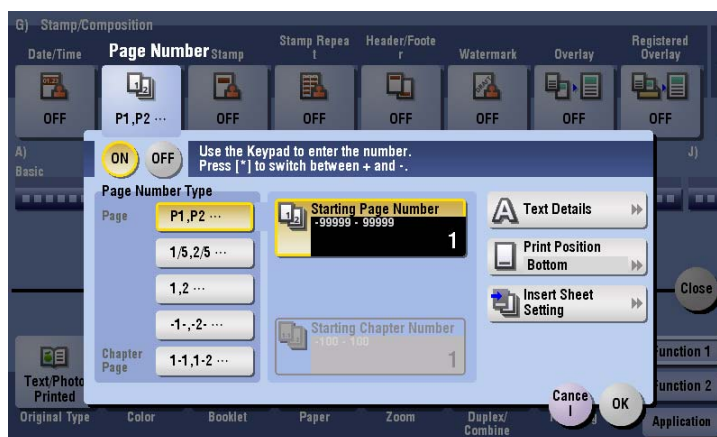 G) Stamp/Composition
Date/Time
Page Number
Stamp
Stamp Repea
t
Header/Foote
r
Watermark
Overlay
Registered
Overlay
OFF
P1,P2 ···
OFF
OFF
OFF
OFF
OFF
OFF
A)
Basic
J)
ON
OFF
Use the Keypad to enter the number.
Press [*] to switch between + and -.
Page Number Type
Page
P1,P2 ···
1/5,2/5 ···
1,2 ···
-1-,-2- ···
Chapter
Page
1-1,1-2 ···
Starting Page Number
-99999 - 99999
1
Starting Chapter Number
-100 - 100
1
Text Details
Print Position
Bottom
Insert Sheet
Setting
Close
Text/Photo
Printed
unction 1
unction 2
Cance
l
OK
Original Type
Color
Booklet
Paper
Zoom
Duplex/
Combine
Application